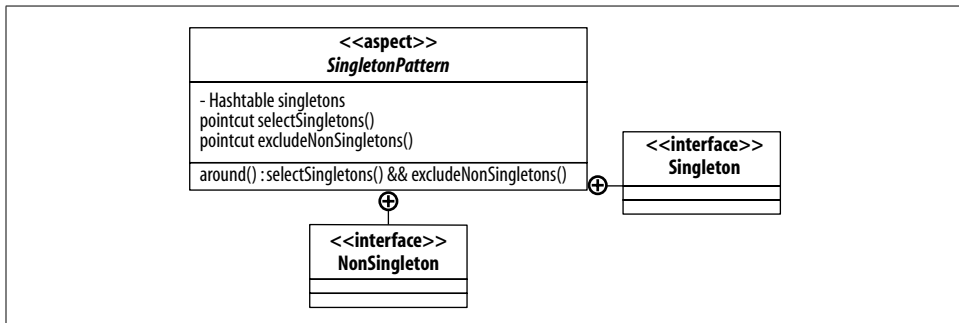 <<aspect>>
SingletonPattern
- Hashtable singletons
pointcut selectSingletons()
pointcut excludeNonSingletons()
around() : selectSingletons() && excludeNonSingletons()
<<interface>>
Singleton
<<interface>>
NonSingleton